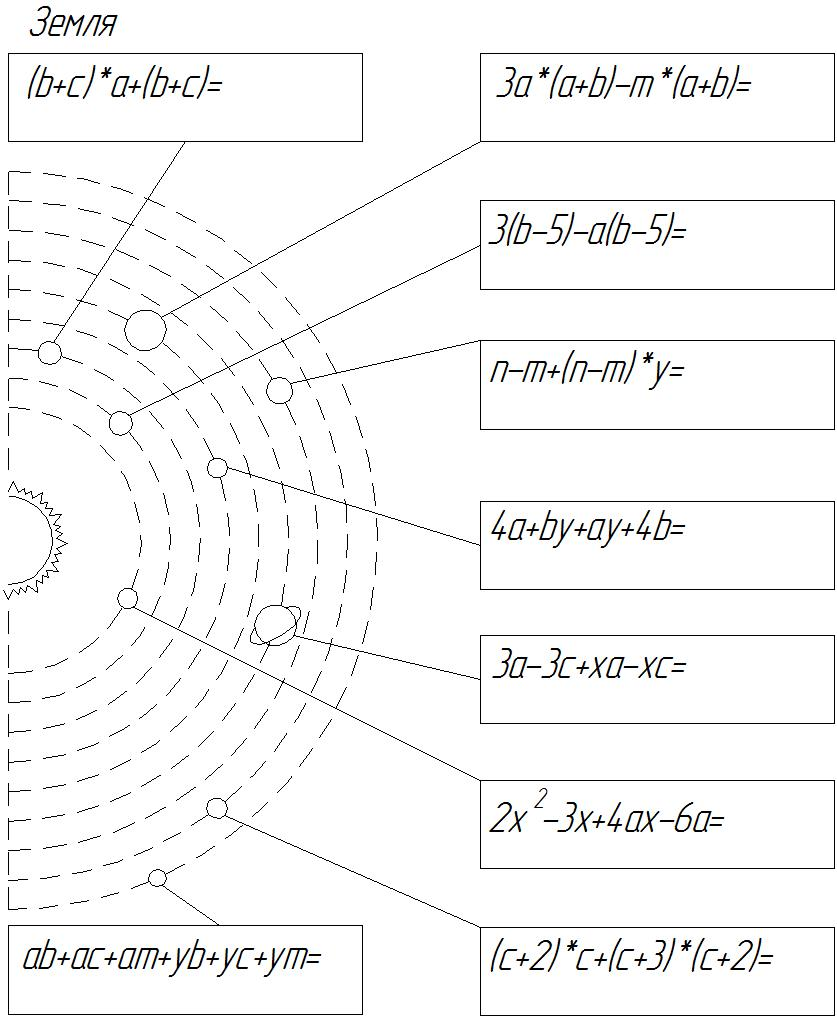 Земля
(b+c)*a+(b+c)=
3a*(a+b)-m*(a+b)=
3(b-5)-a(b-5)=
n-m+(n-m)*y=
4a+by+ay+4b=
3a-3c+xa-xc=
2x²-3x+4ax-6a=
ab+ac+am+yb+yc+ym=
(c+2)*c+(c+3)*(c+2)=